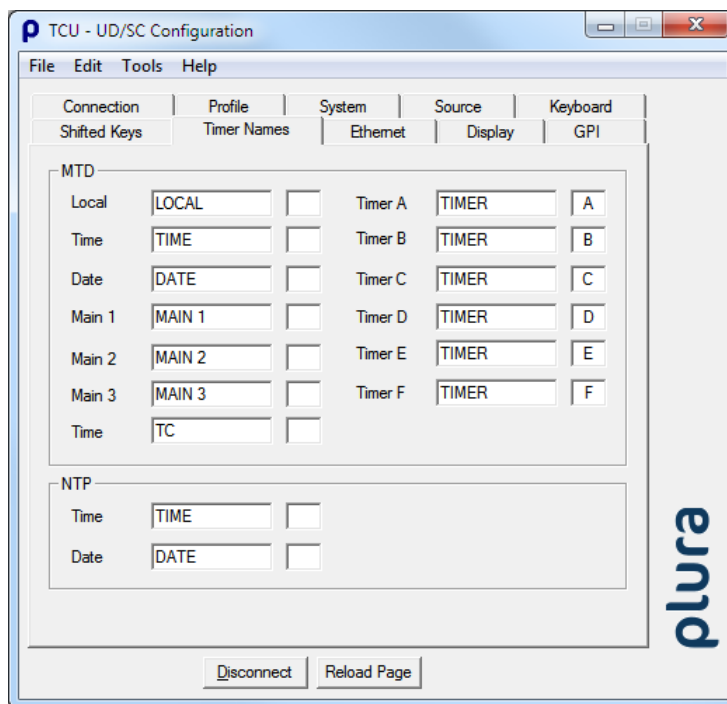 TCU - UD/SC Configuration
File Edit Tools Help
Connection Profile System Source Keyboard
Shifted Keys Timer Names Ethernet Display GPI
MTD
Local LOCAL Timer A TIMER A
Time TIME Timer B TIMER B
Date DATE Timer C TIMER C
Main 1 MAIN 1 Timer D TIMER D
Main 2 MAIN 2 Timer E TIMER E
Main 3 MAIN 3 Timer F TIMER F
Time TC
NTP
Time TIME
Date DATE
plura
Disconnect Reload Page